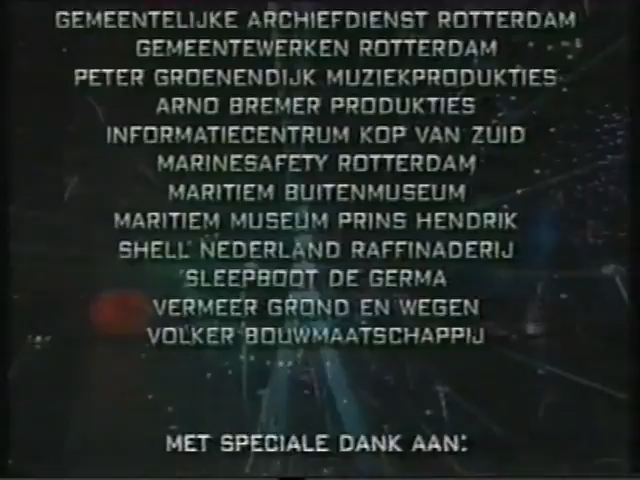 GEMEENTELIJKE ARCHIEFDIENST ROTTERDAM
GEMEENTEWERKEN ROTTERDAM
PETER GROENENDIJK MUZIEKPRODUKTIES
ARNO BREMER PRODUKTIES
INFORMATIECENTRUM KOP VAN ZUID
MARINESAFETY ROTTERDAM
MARITIEM BUITENMUSEUM
MARITIEM MUSEUM PRINS HENDRIK
SHELL NEDERLAND RAFFINADERIJ
SLEEPBOOT DE GERMA
VERMEER GROND EN WEGEN
VOLKER BOUWMAATSCHAPPIJ
MET SPECIALE DANK AAN: